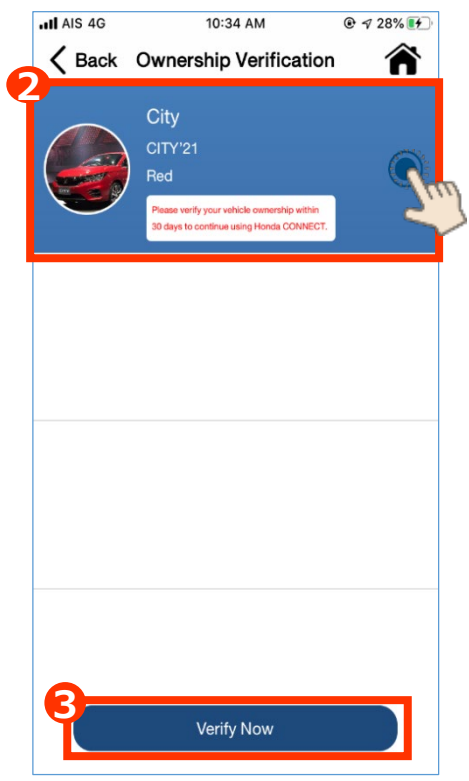 AIS 4G 10:34 AM 28%
Back Ownership Verification
2
City
CITY'21
Red
Please verify your vehicle ownership within
30 days to continue using Honda CONNECT.
3
Verify Now